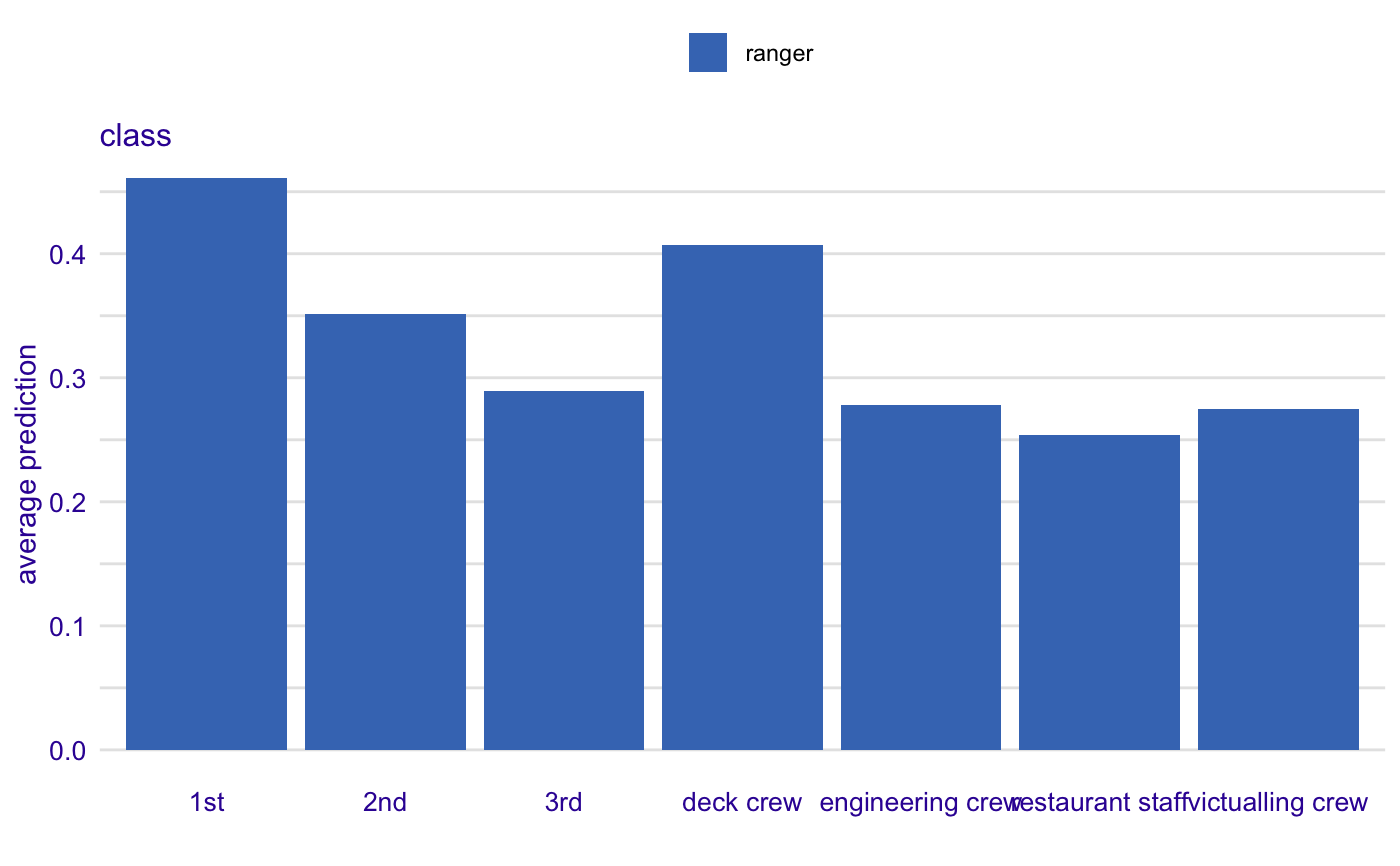 ranger
class
average prediction
0.4
0.3
0.2
0.1
0.0
1st 2nd 3rd deck crew engineering crew restaurant staff victualling crew